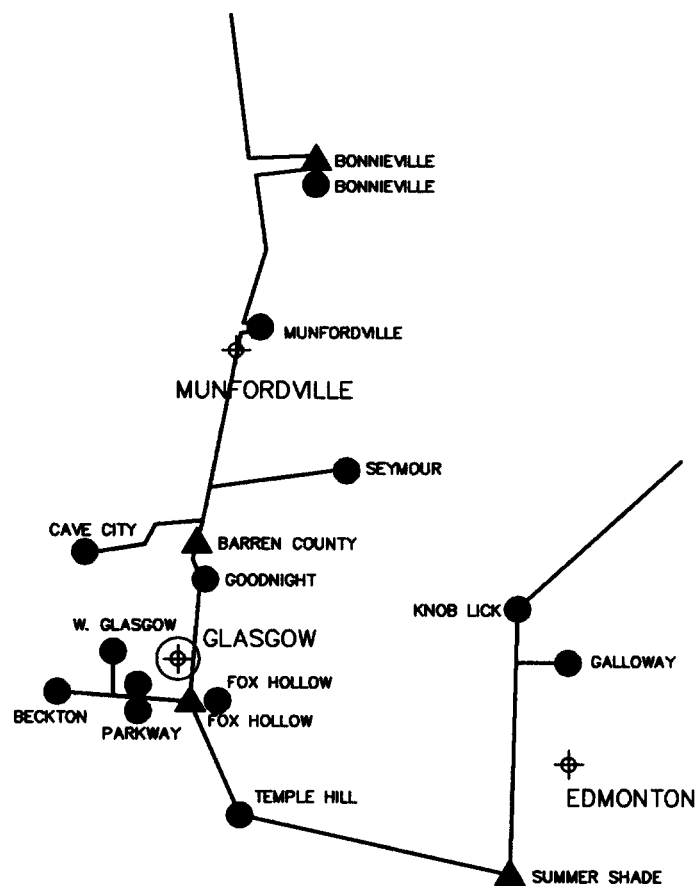 BONNIEVILLE
BONNIEVILLE
MUNFORDVILLE
MUNFORDVILLE
SEYMOUR
CAVE CITY
BARREN COUNTY
GOODNIGHT
KNOB LICK
W. GLASGOW
GLASGOW
GALLOWAY
FOX HOLLOW
BECKTON
PARKWAY
FOX HOLLOW
TEMPLE HILL
EDMONTON
SUMMER SHADE